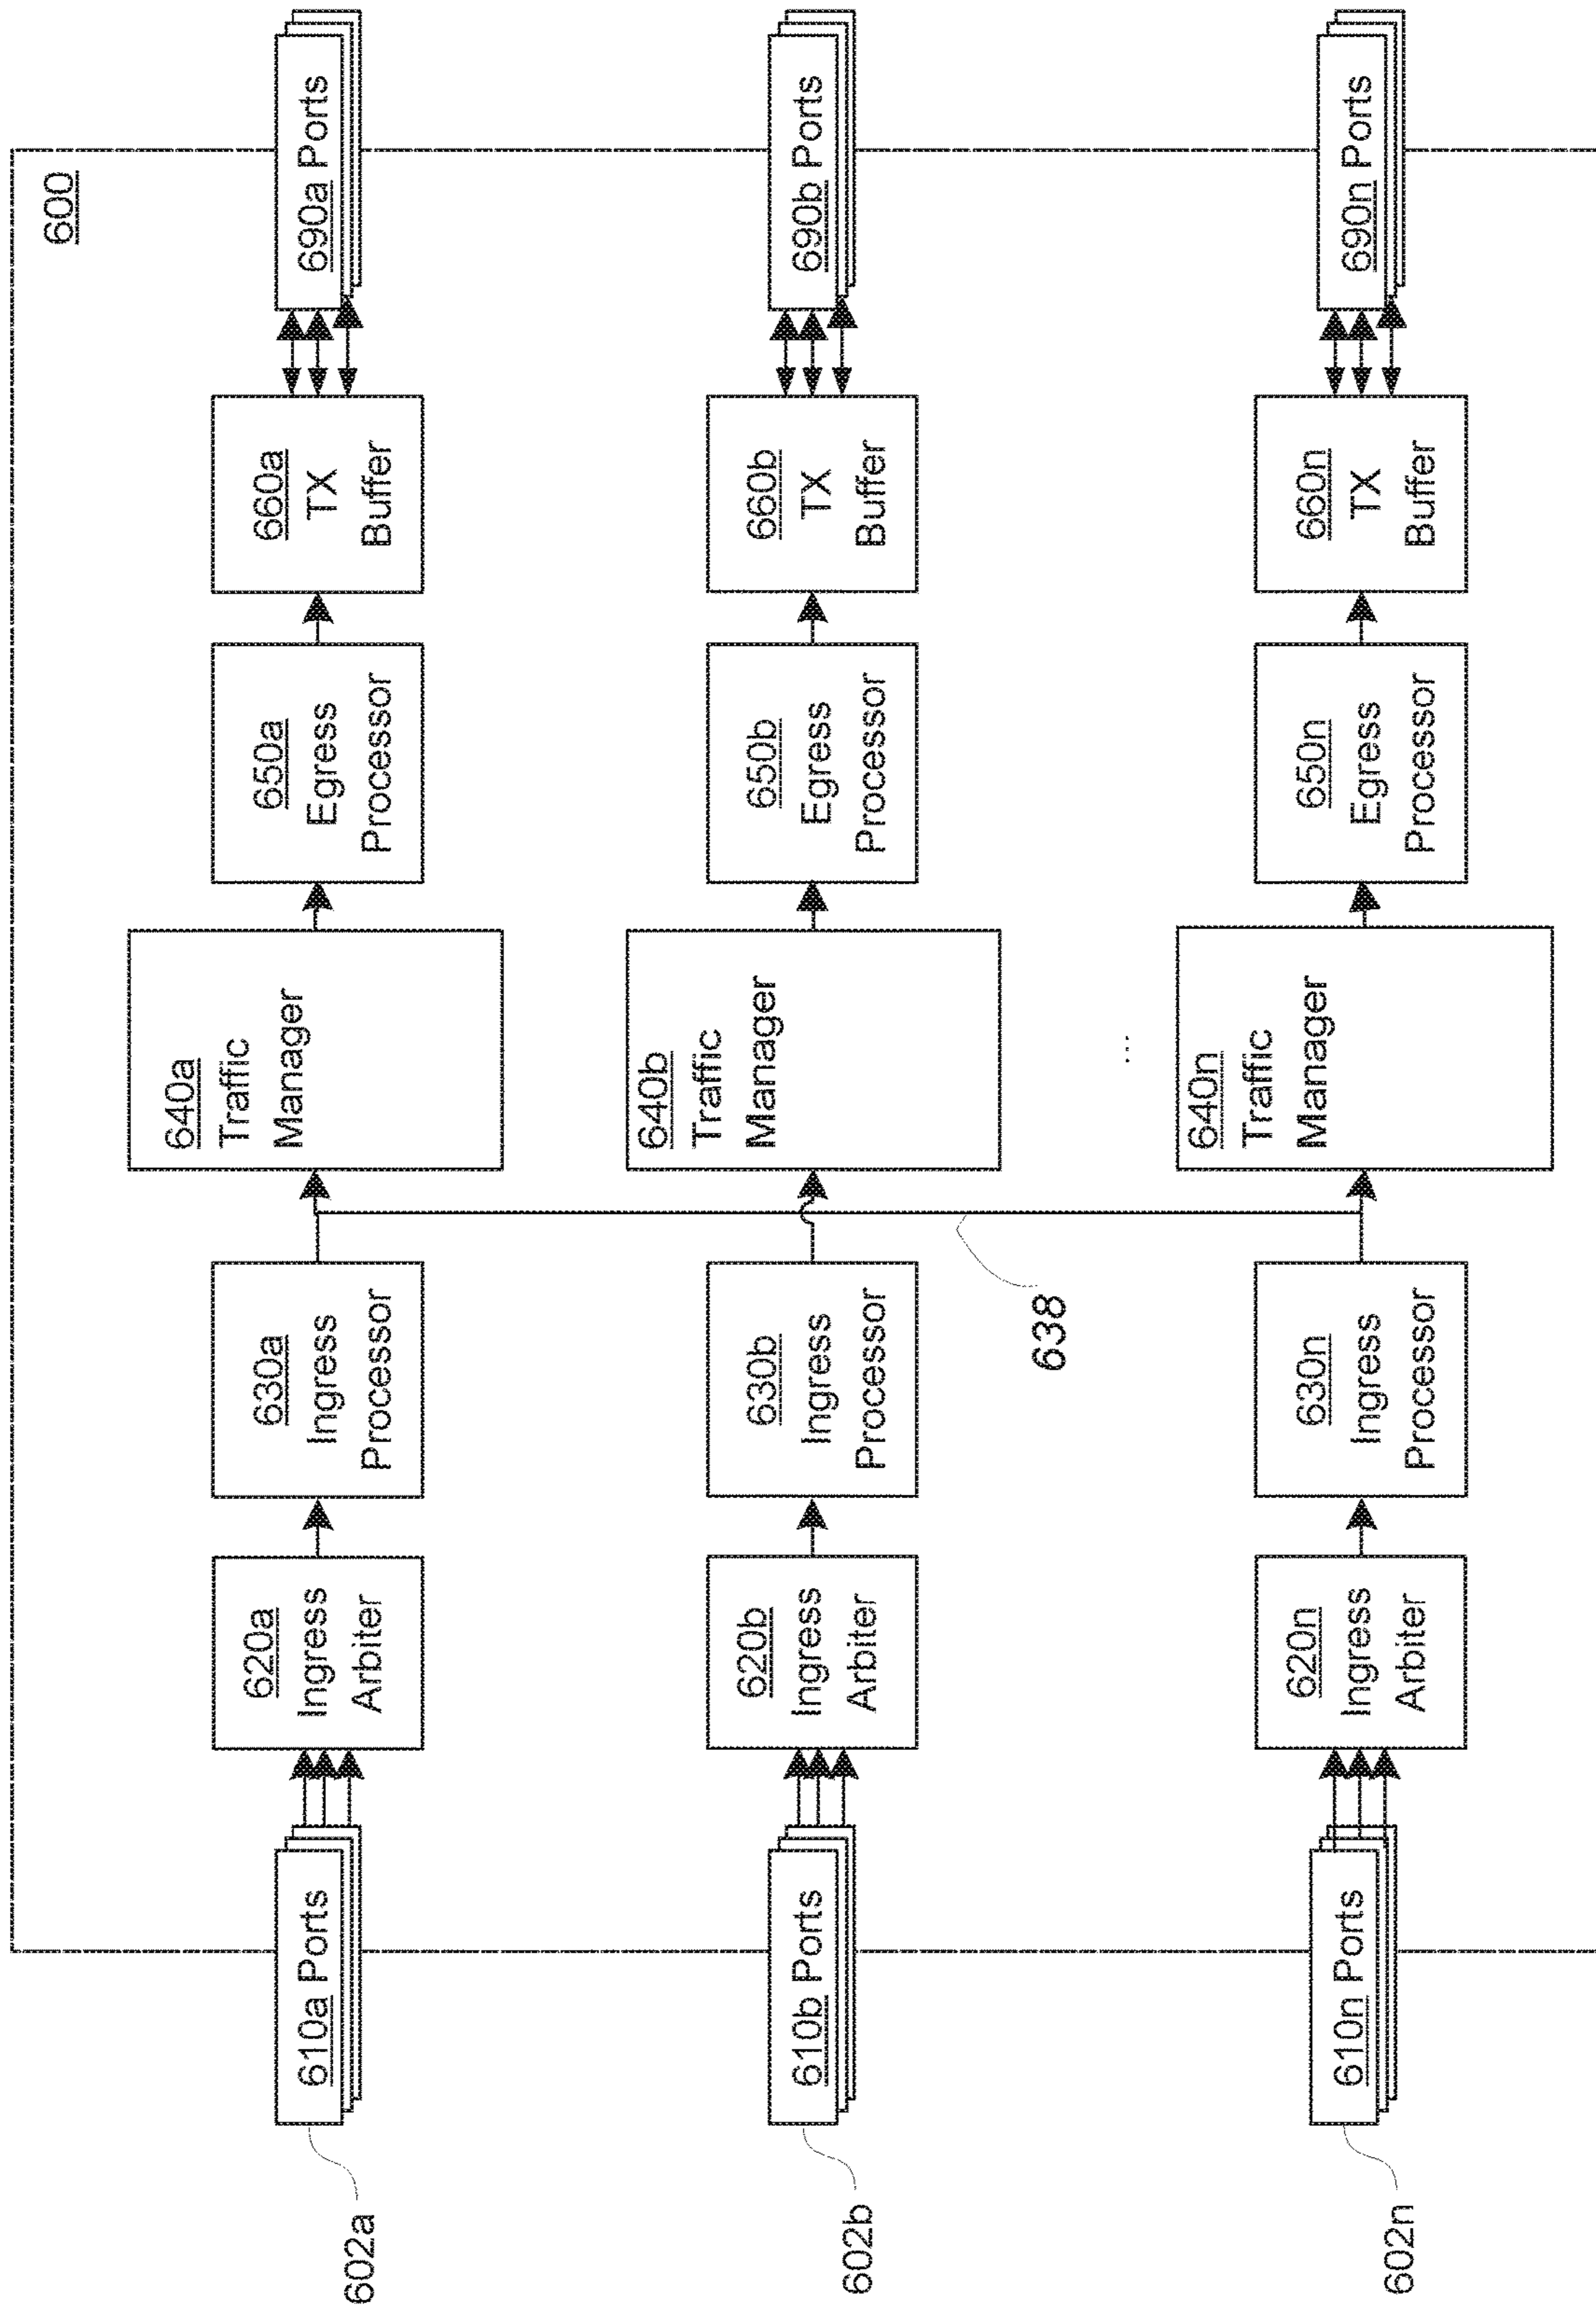 600
610a Ports
620a
Ingress
Arbiter
630a
Ingress
Processor
640a
Traffic
Manager
650a
Egress
Processor
660a
TX
Buffer
690a Ports
602a
610b Ports
620b
Ingress
Arbiter
630b
Ingress
Processor
640b
Traffic
Manager
650b
Egress
Processor
660b
TX
Buffer
690b Ports
602b
638
...
610n Ports
620n
Ingress
Arbiter
630n
Ingress
Processor
640n
Traffic
Manager
650n
Egress
Processor
660n
TX
Buffer
690n Ports
602n